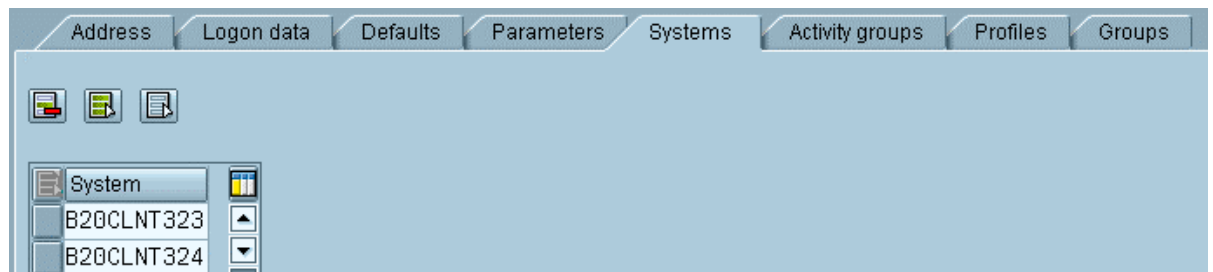 Address Logon data Defaults Parameters Systems Activity groups Profiles Groups
System
B20CLNT323
B20CLNT324